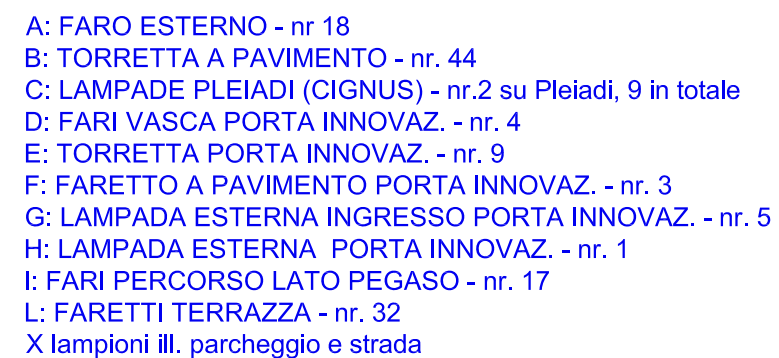 A: FARO ESTERNO - nr 18
B: TORRETTA A PAVIMENTO - nr. 44
C: LAMPADE PLEIADI (CIGNUS) - nr.2 su Pleiadi, 9 in totale
D: FARI VASCA PORTA INNOVAZ. - nr. 4
E: TORRETTA PORTA INNOVAZ. - nr. 9
F: FARETTO A PAVIMENTO PORTA INNOVAZ. - nr. 3
G: LAMPADA ESTERNA INGRESSO PORTA INNOVAZ. - nr. 5
H: LAMPADA ESTERNA  PORTA INNOVAZ. - nr. 1
I: FARI PERCORSO LATO PEGASO - nr. 17
L: FARETTI TERRAZZA - nr. 32
X lampioni ill. parcheggio e strada